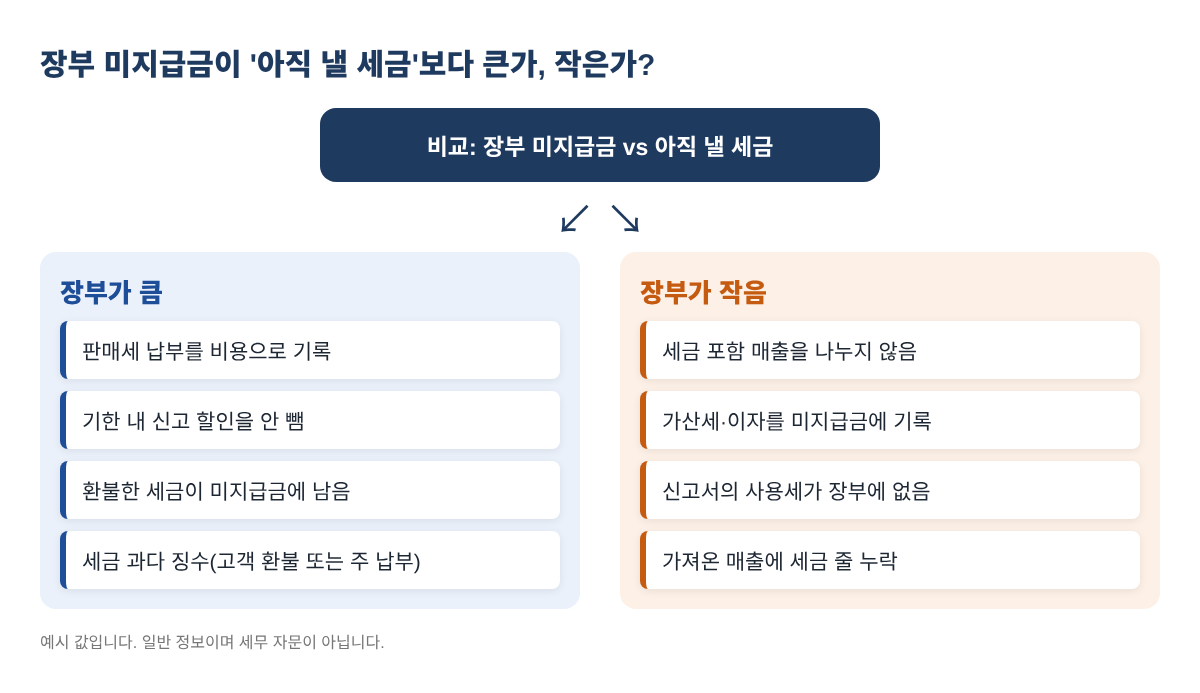 장부 미지급금이 '아직 낼 세금'보다 큰가, 작은가?
비교: 장부 미지급금 vs 아직 낼 세금
장부가 큼
판매세 납부를 비용으로 기록
기한 내 신고 할인을 안 뺌
환불한 세금이 미지급금에 남음
세금 과다 징수(고객 환불 또는 주 납부)
장부가 작음
세금 포함 매출을 나누지 않음
가산세·이자를 미지급금에 기록
신고서의 사용세가 장부에 없음
가져온 매출에 세금 줄 누락
예시 값입니다. 일반 정보이며 세무 자문이 아닙니다.